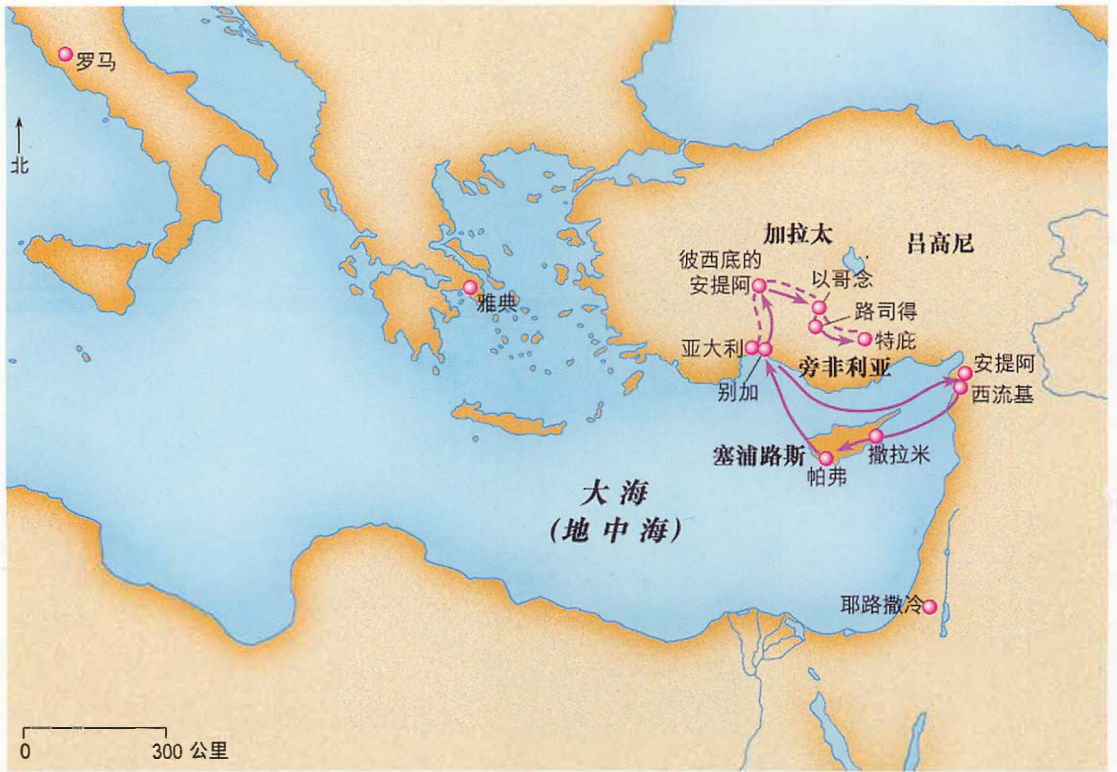 罗马
北
加拉太
吕高尼
彼西底的
安提阿
以哥念
雅典
路司得
特庇
亚大利
旁非利亚
安提阿
别加
西流基
塞浦路斯
撒拉米
帕弗
大海
(地中海)
耶路撒冷
0 300 公里